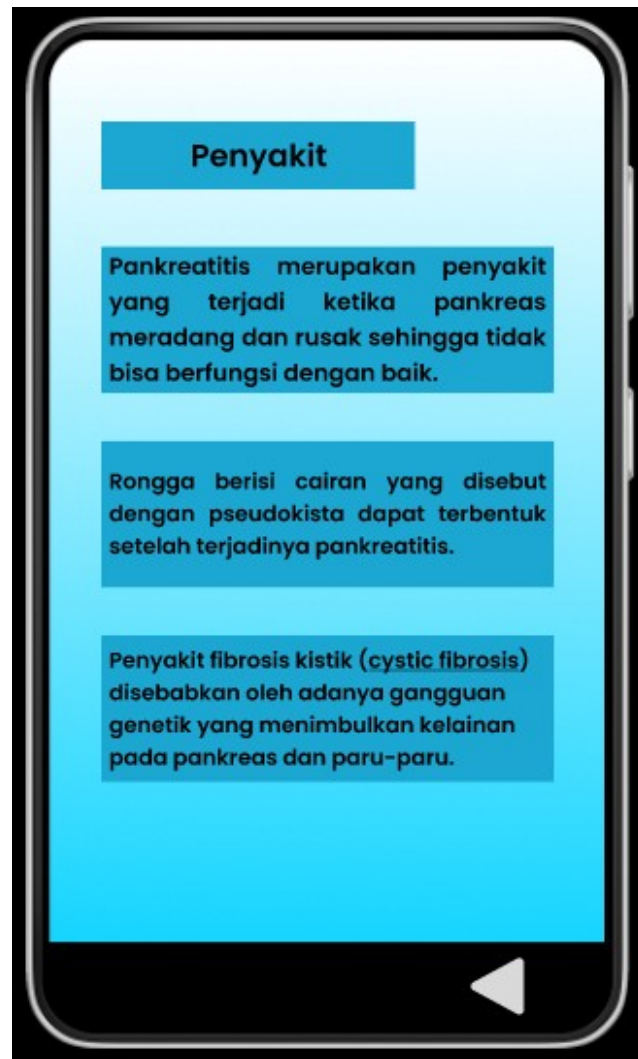 Penyakit
Pankreatitis merupakan penyakit
yang terjadi ketika pankreas
meradang dan rusak sehingga tidak
bisa berfungsi dengan baik.
Rongga berisi cairan yang disebut
dengan pseudokista dapat terbentuk
setelah terjadinya pankreatitis.
Penyakit fibrosis kistik (cystic fibrosis)
disebabkan oleh adanya gangguan
genetik yang menimbulkan kelainan
pada pankreas dan paru-paru.